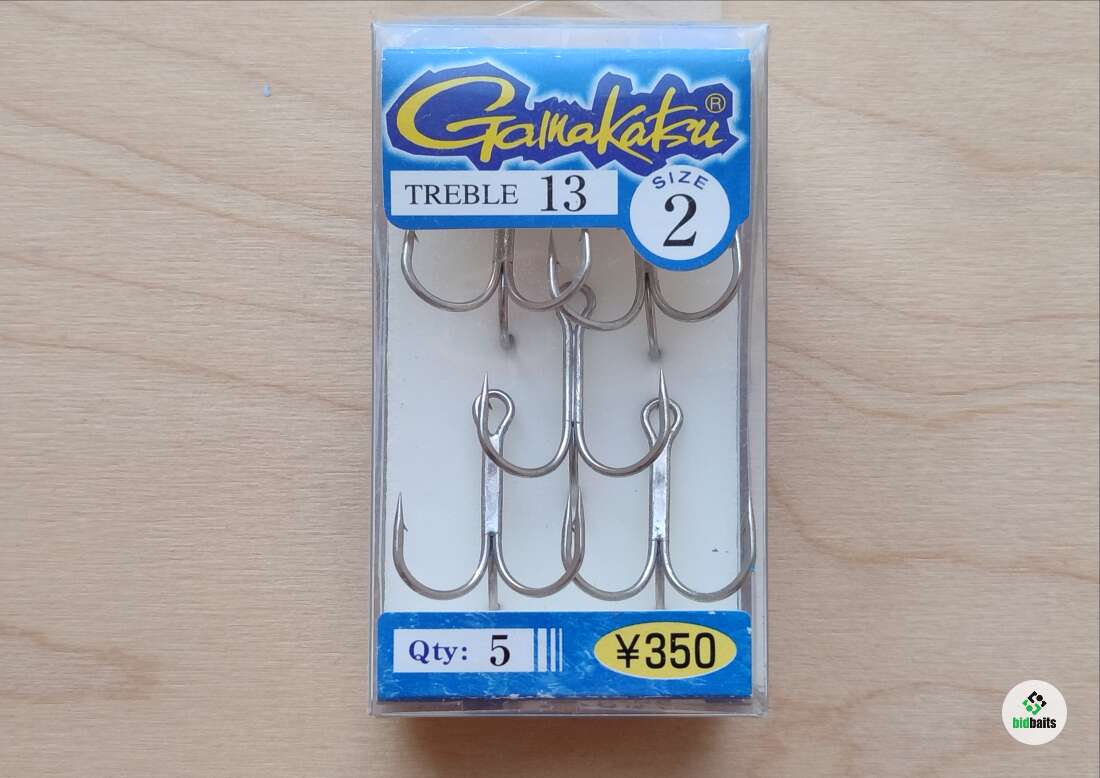 Gamakatsu®
TREBLE 13
SIZE
2
Qty: 5
¥350
bidbaits